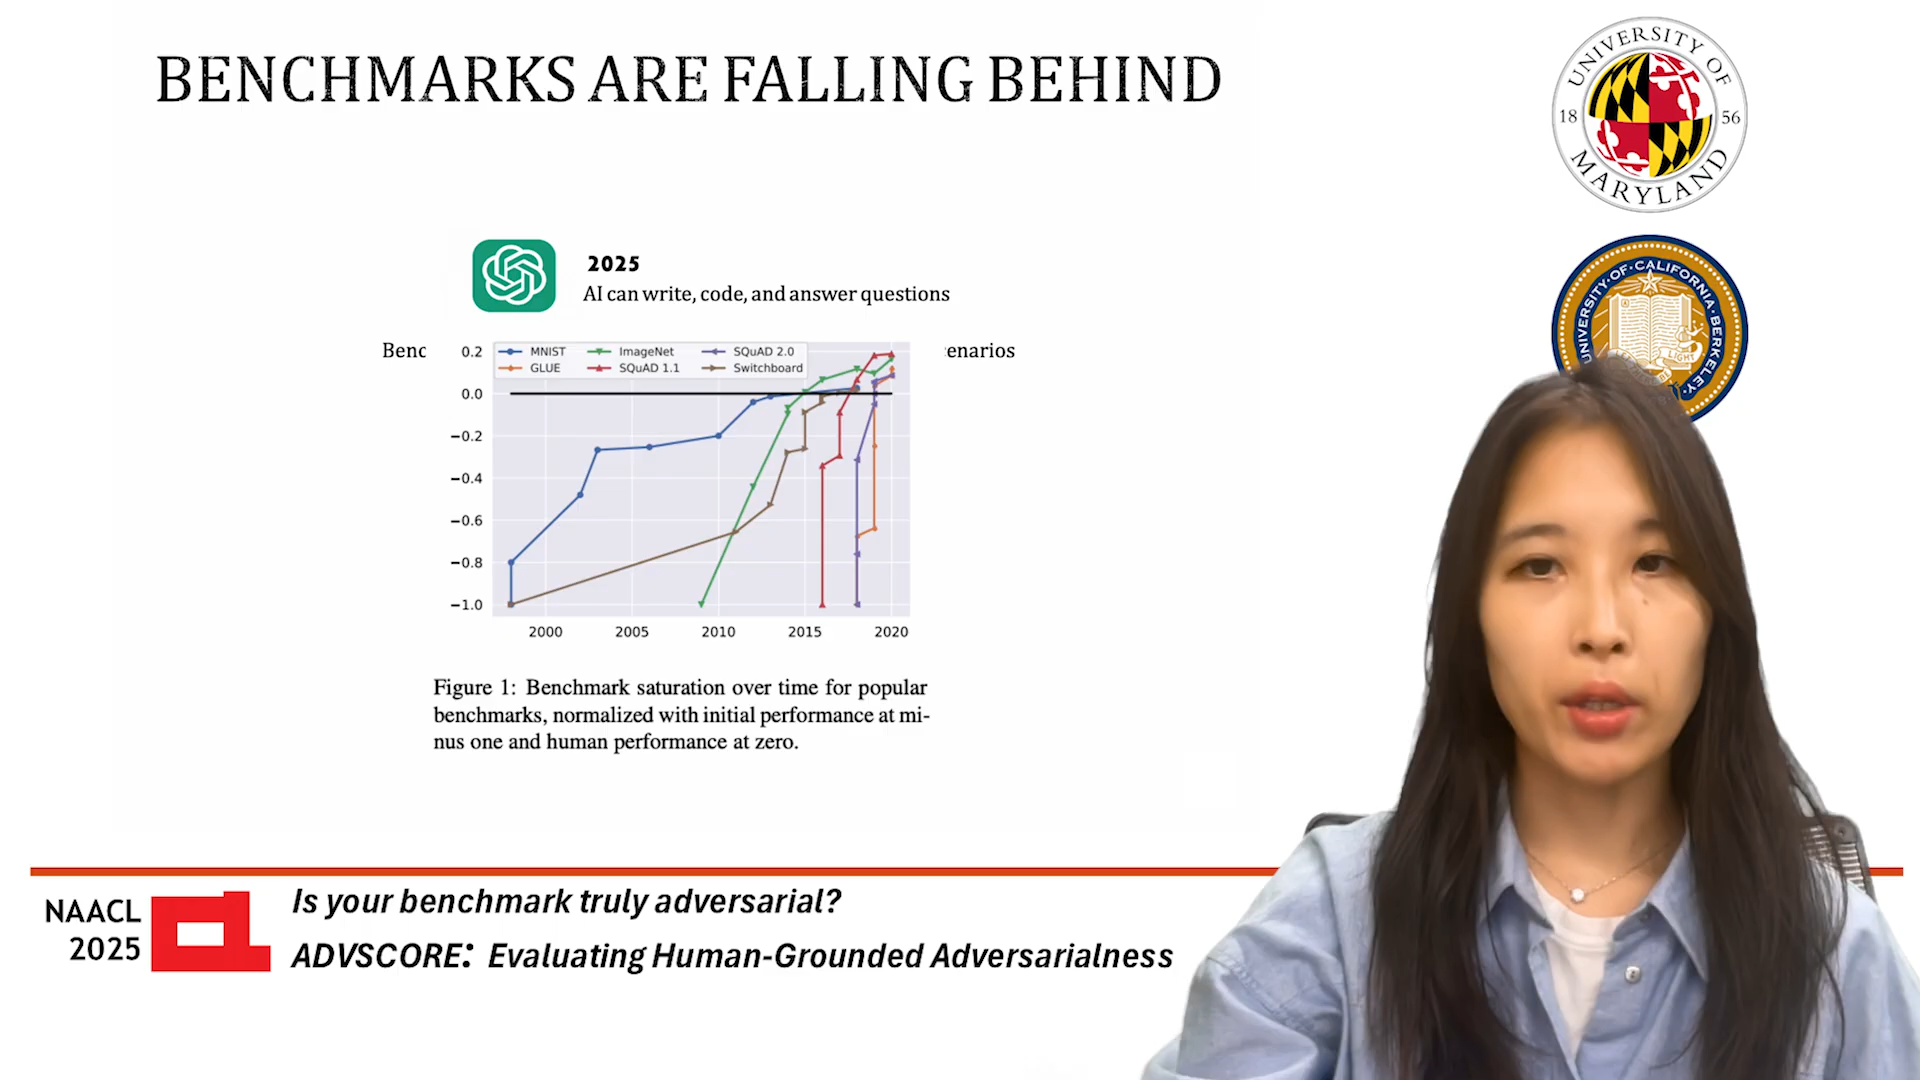 BENCHMARKS ARE FALLING BEHIND
UNIVERSITY OF
18 56
MARYLAND
2025
AI can write, code, and answer questions
UNIVERSITY·OF·CALIFORNIA·BERKELEY
LIGHT
Benc
enarios
MNIST ImageNet SQuAD 2.0
GLUE SQuAD 1.1 Switchboard
0.2
0.0
−0.2
−0.4
−0.6
−0.8
−1.0
2000 2005 2010 2015 2020
Figure 1: Benchmark saturation over time for popular
benchmarks, normalized with initial performance at mi-
nus one and human performance at zero.
NAACL
2025
Is your benchmark truly adversarial?
ADVSCORE: Evaluating Human-Grounded Adversarialness